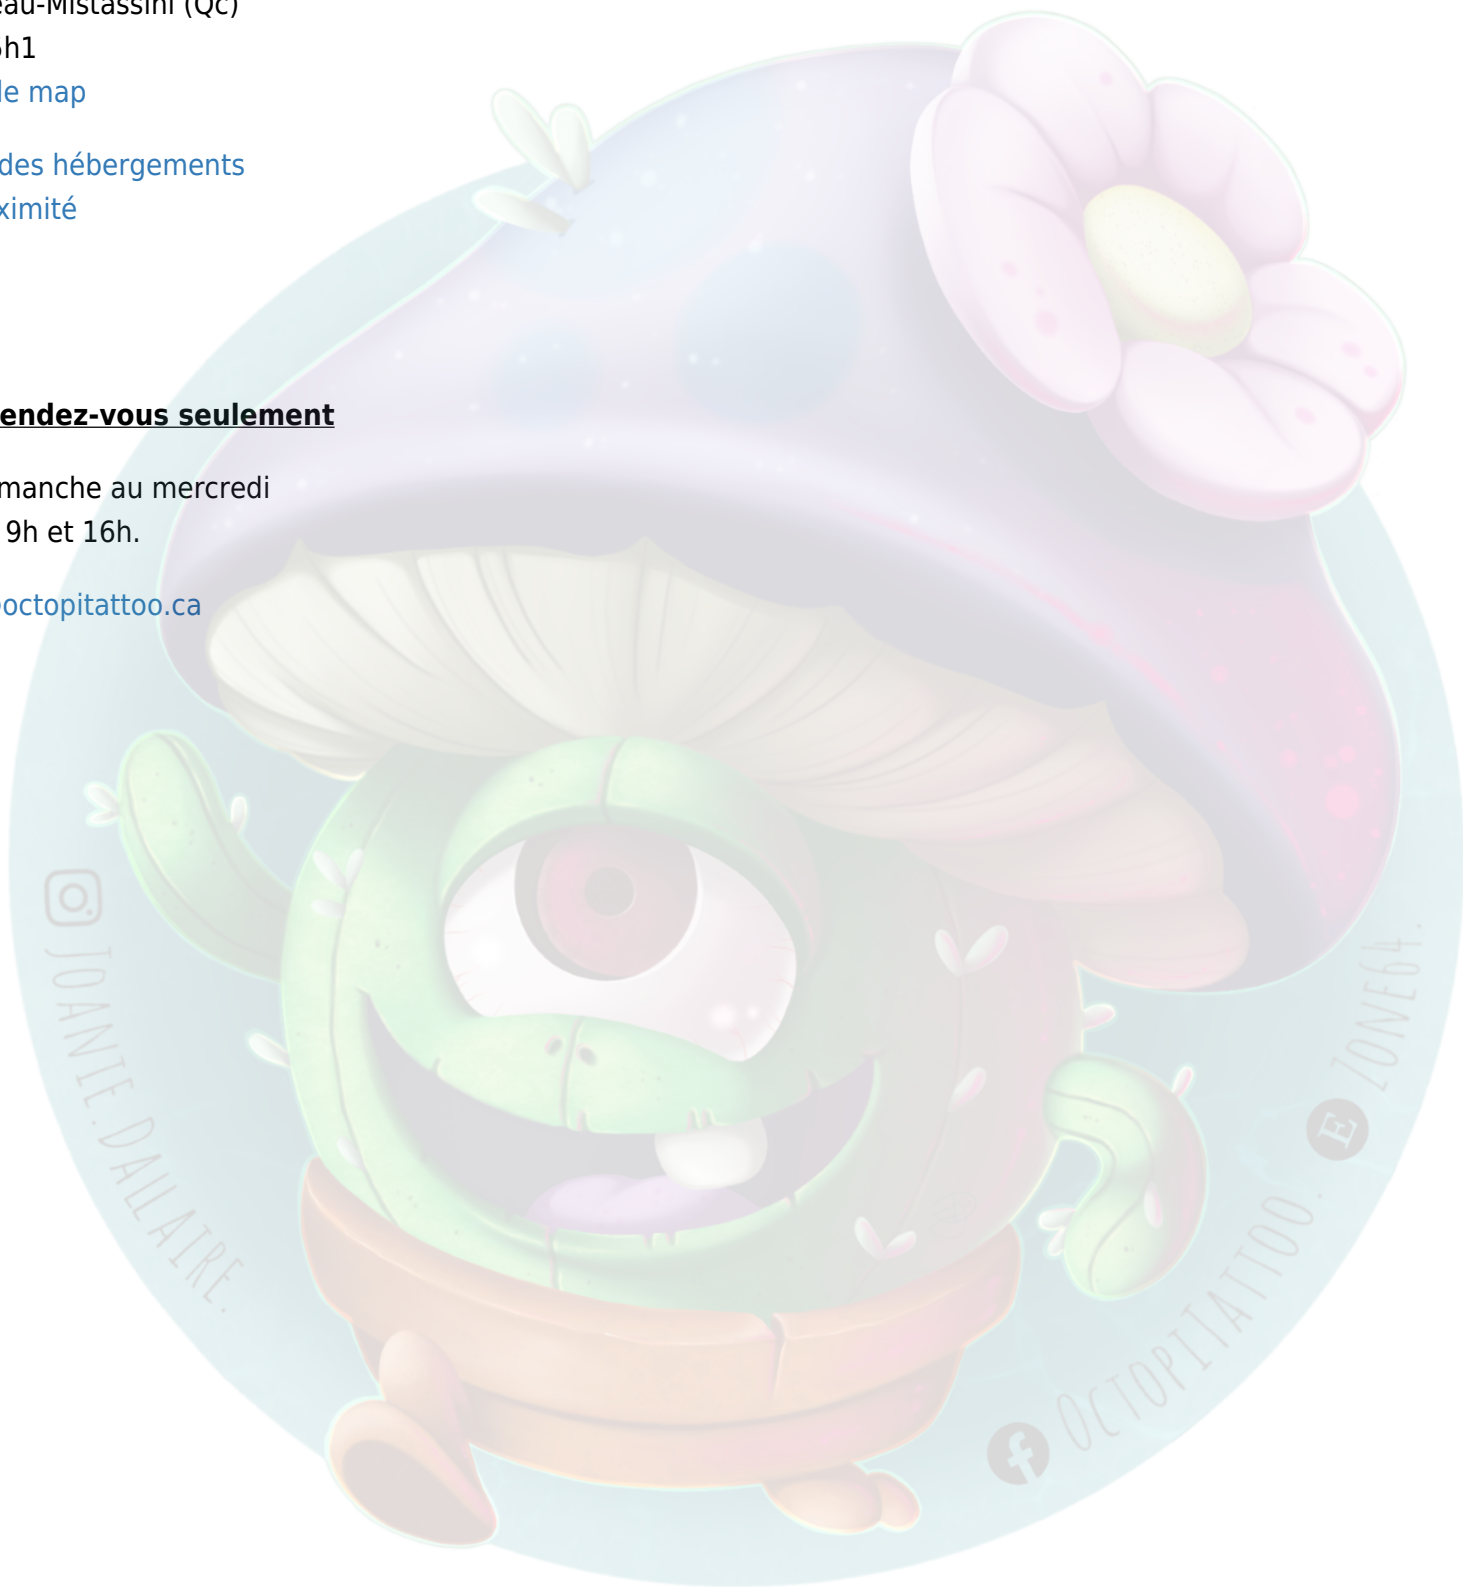 eau-Mistassini (Qc)
h1
le map
des hébergements
ximité
endez-vous seulement
manche au mercredi
9h et 16h.
octopitattoo.ca
JOANIE.DALLAIRE.
OCTOPITATTOO.
E ZONE64.